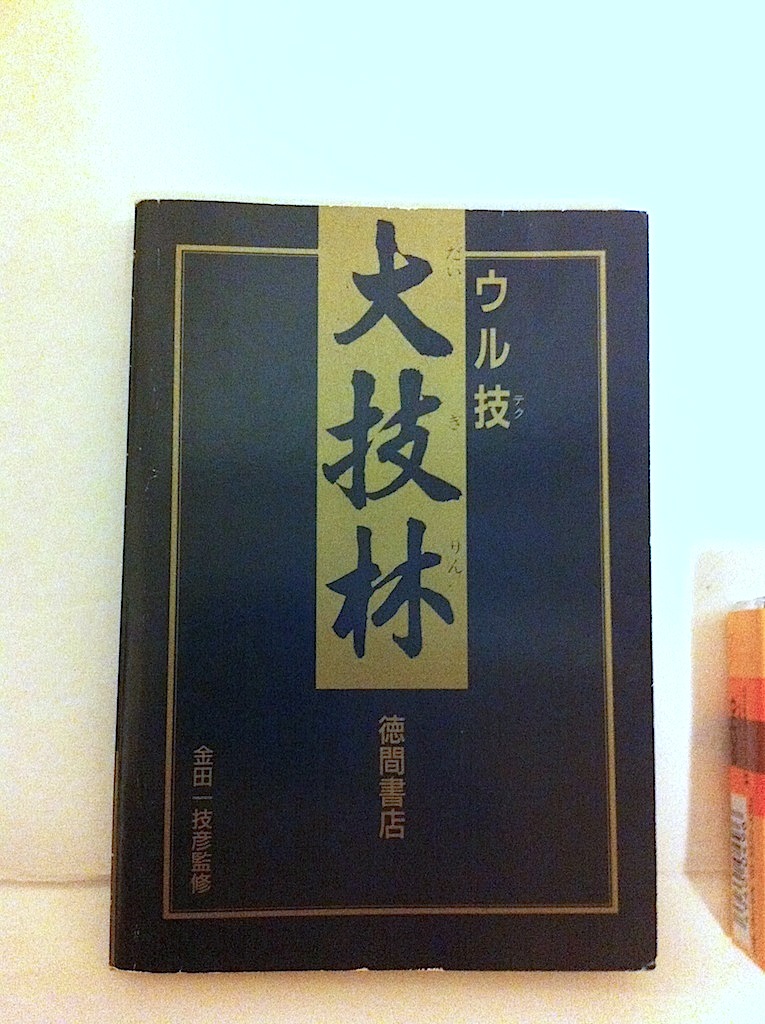 ウル技
テク
大技林
だいぎりん
徳間書店
金田一技彦監修